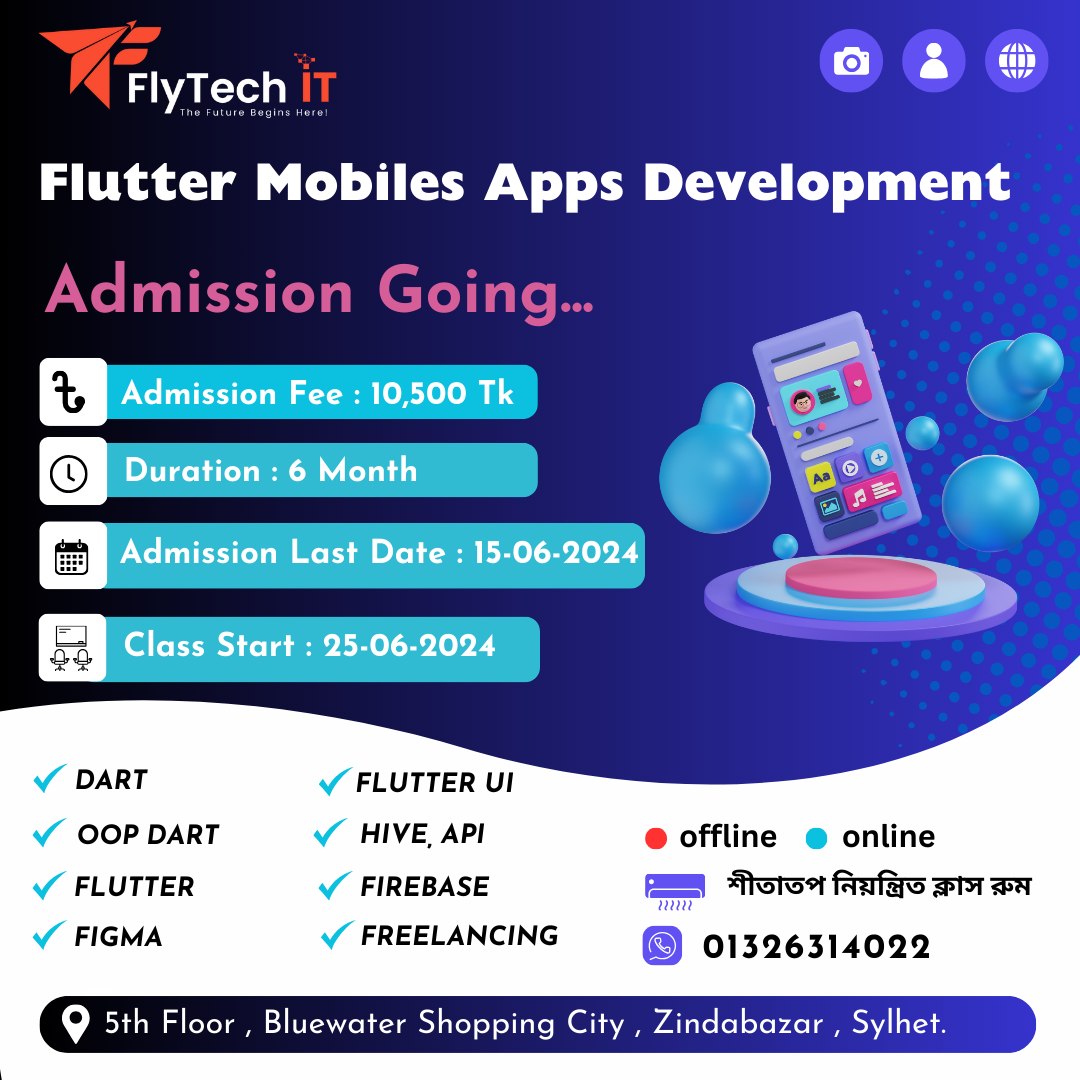 FlyTech IT
The Future Begins Here!
Flutter Mobiles Apps Development
Admission Going...
Admission Fee : 10,500 Tk
Duration : 6 Month
Admission Last Date : 15-06-2024
Class Start : 25-06-2024
Aa
DART
OOP DART
FLUTTER
FIGMA
FLUTTER UI
HIVE, API
FIREBASE
FREELANCING
offline online
শীতাতপ নিয়ন্ত্রিত ক্লাস রুম
01326314022
5th Floor , Bluewater Shopping City , Zindabazar , Sylhet.